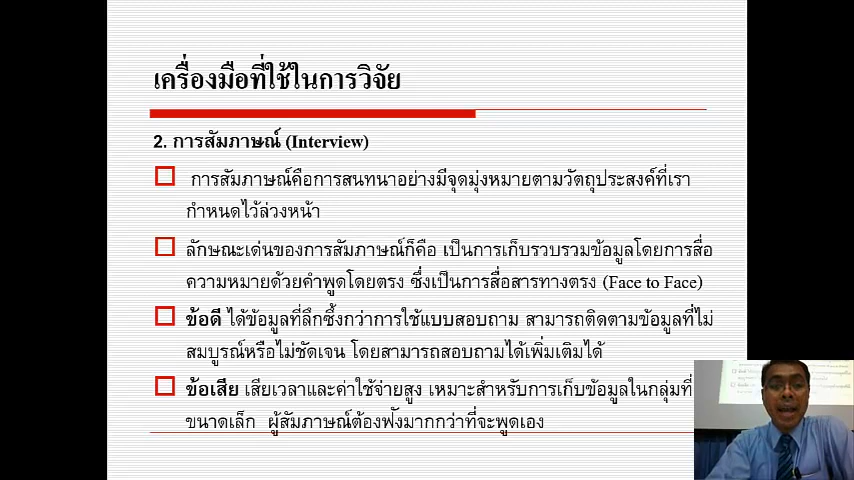 เครื่องมือที่ใช้ในการวิจัย
2. การสัมภาษณ์ (Interview)
การสัมภาษณ์คือการสนทนาอย่างมีจุดมุ่งหมายตามวัตถุประสงค์ที่เรา
กำหนดไว้ล่วงหน้า
ลักษณะเด่นของการสัมภาษณ์ก็คือ เป็นการเก็บรวบรวมข้อมูลโดยการสื่อ
ความหมายด้วยคำพูดโดยตรง ซึ่งเป็นการสื่อสารทางตรง (Face to Face)
ข้อดี ได้ข้อมูลที่ลึกซึ้งกว่าการใช้แบบสอบถาม สามารถติดตามข้อมูลที่ไม่
สมบูรณ์หรือไม่ชัดเจน โดยสามารถสอบถามได้เพิ่มเติมได้
ข้อเสีย เสียเวลาและค่าใช้จ่ายสูง เหมาะสำหรับการเก็บข้อมูลในกลุ่มที่
ขนาดเล็ก ผู้สัมภาษณ์ต้องฟังมากกว่าที่จะพูดเอง